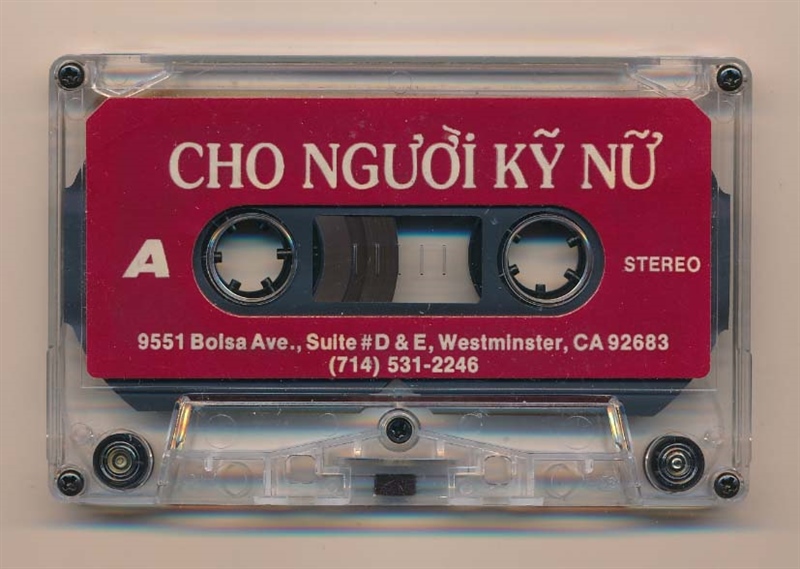 CHO NGƯỜI KỸ NỮ
A
STEREO
9551 Bolsa Ave., Suite #D & E, Westminster, CA 92683
(714) 531-2246